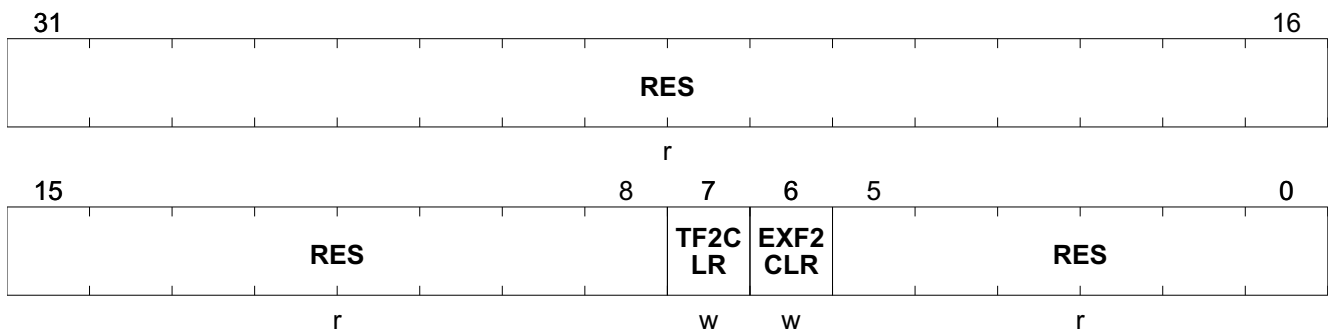 31 16
RES
r
15 8 7 6 5 0
RES TF2C LR EXF2 CLR RES
r w w r